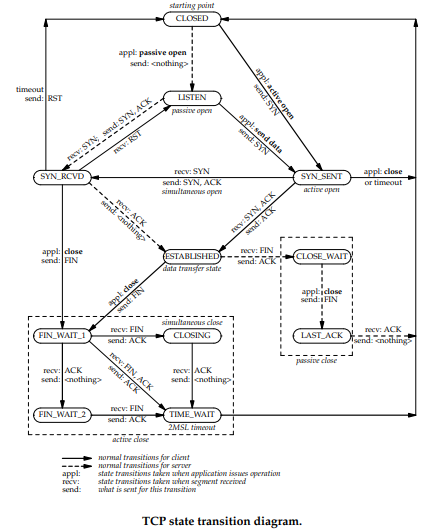 starting point
CLOSED
appl: passive open
send: <nothing>
appl: active open
send: SYN
timeout
send: RST
LISTEN
passive open
recv: SYN;
send: SYN, ACK
recv: RST
appl: send data
send: SYN
SYN_RCVD
recv: SYN
send: SYN, ACK
simultaneous open
SYN_SENT
active open
appl: close
or timeout
recv: ACK
send: <nothing>
recv: SYN, ACK
send: ACK
appl: close
send: FIN
ESTABLISHED
data transfer state
recv: FIN
send: ACK
CLOSE_WAIT
appl: close
send: FIN
appl: close
send: FIN
LAST_ACK
recv: ACK
send: <nothing>
passive close
FIN_WAIT_1
recv: FIN
send: ACK
simultaneous close
CLOSING
recv: ACK
send: <nothing>
recv: FIN, ACK
send: ACK
recv: ACK
send: <nothing>
FIN_WAIT_2
recv: FIN
send: ACK
TIME_WAIT
2MSL timeout
active close
normal transitions for client
normal transitions for server
appl: state transitions taken when application issues operation
recv: state transitions taken when segment received
send: what is sent for this transition
TCP state transition diagram.